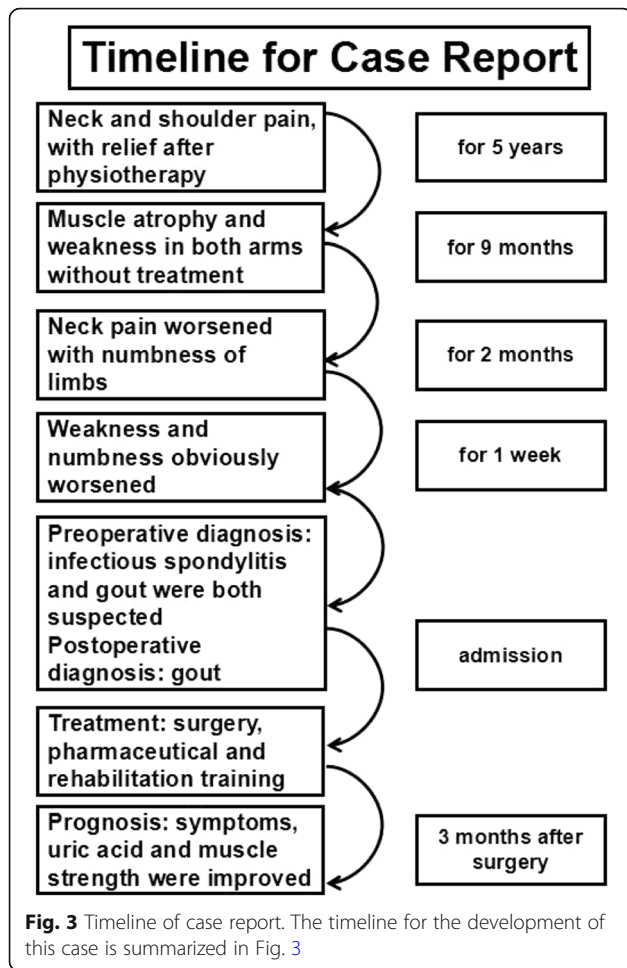 Timeline for Case Report
Neck and shoulder pain,
with relief after
physiotherapy
for 5 years
Muscle atrophy and
weakness in both arms
without treatment
for 9 months
Neck pain worsened
with numbness of
limbs
for 2 months
Weakness and
numbness obviously
worsened
for 1 week
Preoperative diagnosis:
infectious spondylitis
and gout were both
suspected
Postoperative
diagnosis: gout
admission
Treatment: surgery,
pharmaceutical and
rehabilitation training
Prognosis: symptoms,
uric acid and muscle
strength were improved
3 months after
surgery
Fig. 3 Timeline of case report. The timeline for the development of
this case is summarized in Fig. 3